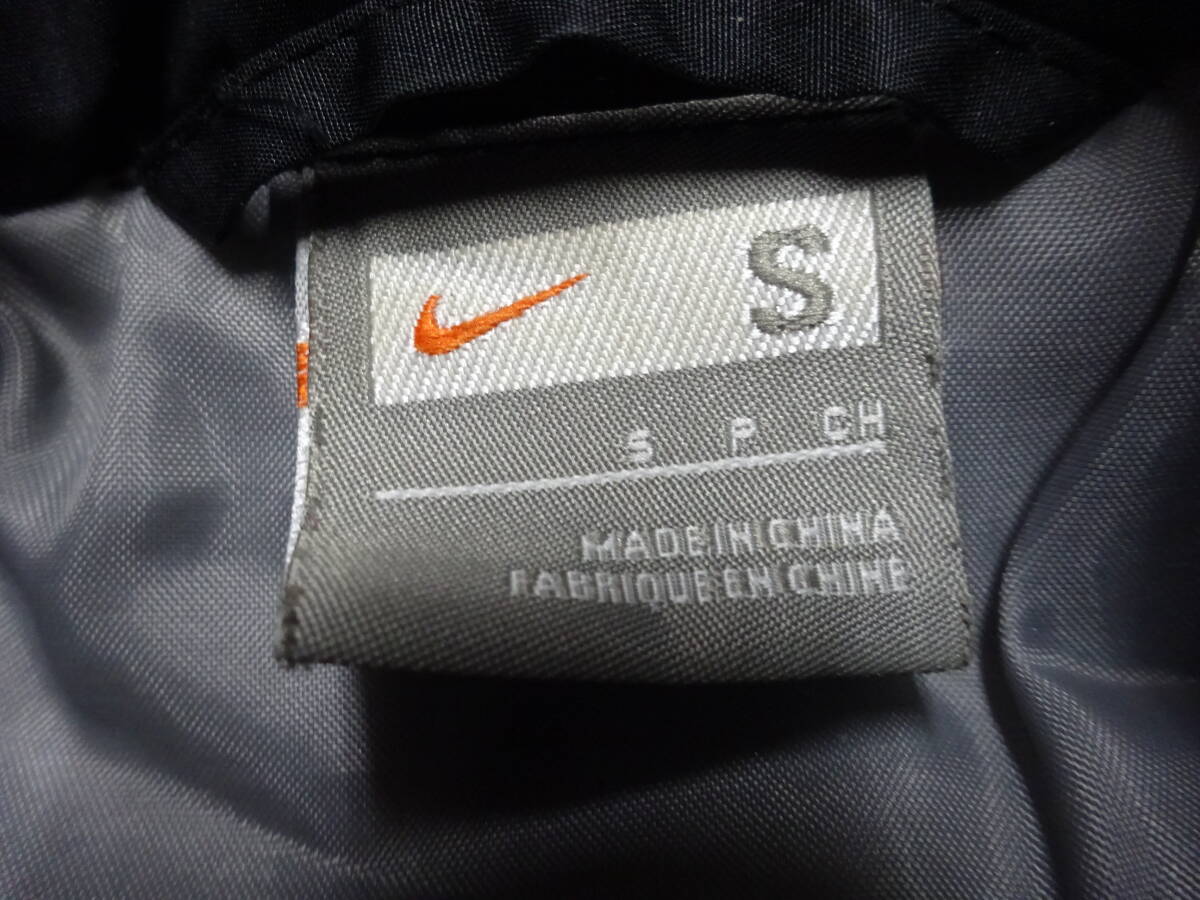 S
S P CH
MADE IN CHINA
FABRIQUE EN CHINE